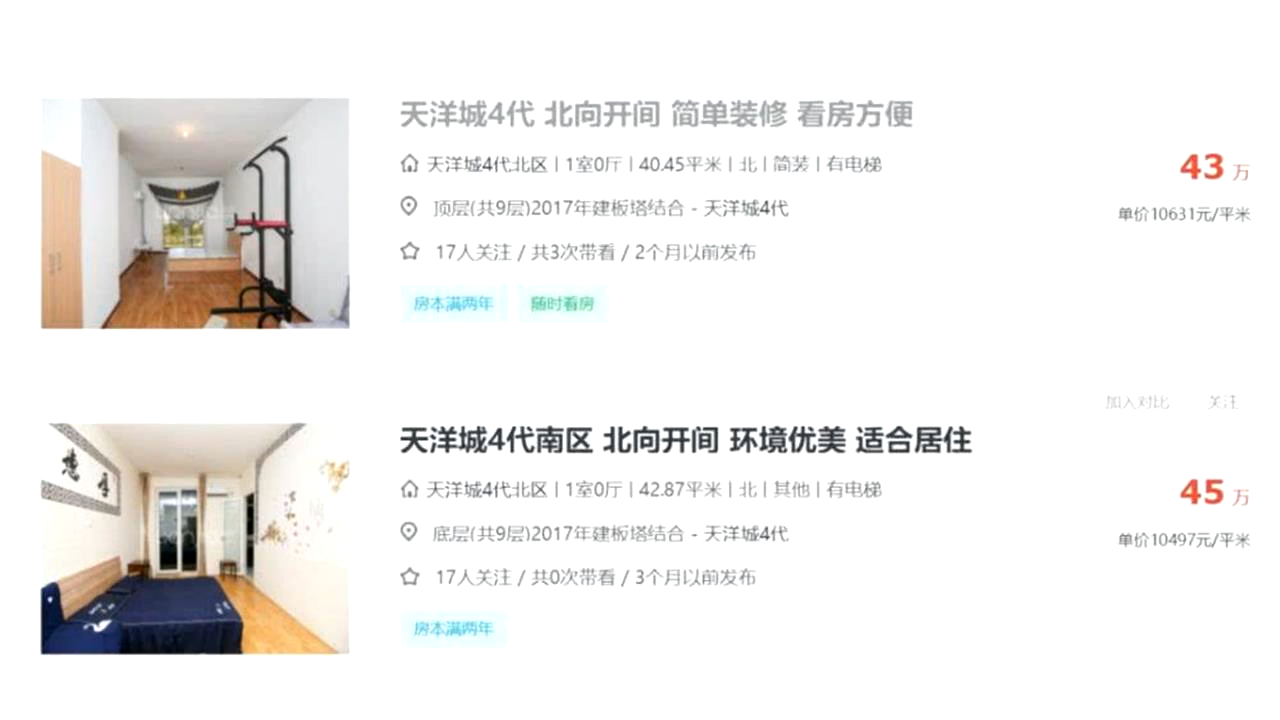 天洋城4代 北向开间 简单装修 看房方便
天洋城4代北区 | 1室0厅 | 40.45平米 | 北 | 简装 | 有电梯
43 万
顶层(共9层)2017年建板塔结合 - 天洋城4代
单价10631元/平米
17人关注 / 共3次带看 / 2个月以前发布
房本满两年 随时看房
加入对比 关注
天洋城4代南区 北向开间 环境优美 适合居住
天洋城4代北区 | 1室0厅 | 42.87平米 | 北 | 其他 | 有电梯
45 万
底层(共9层)2017年建板塔结合 - 天洋城4代
单价10497元/平米
17人关注 / 共0次带看 / 3个月以前发布
房本满两年